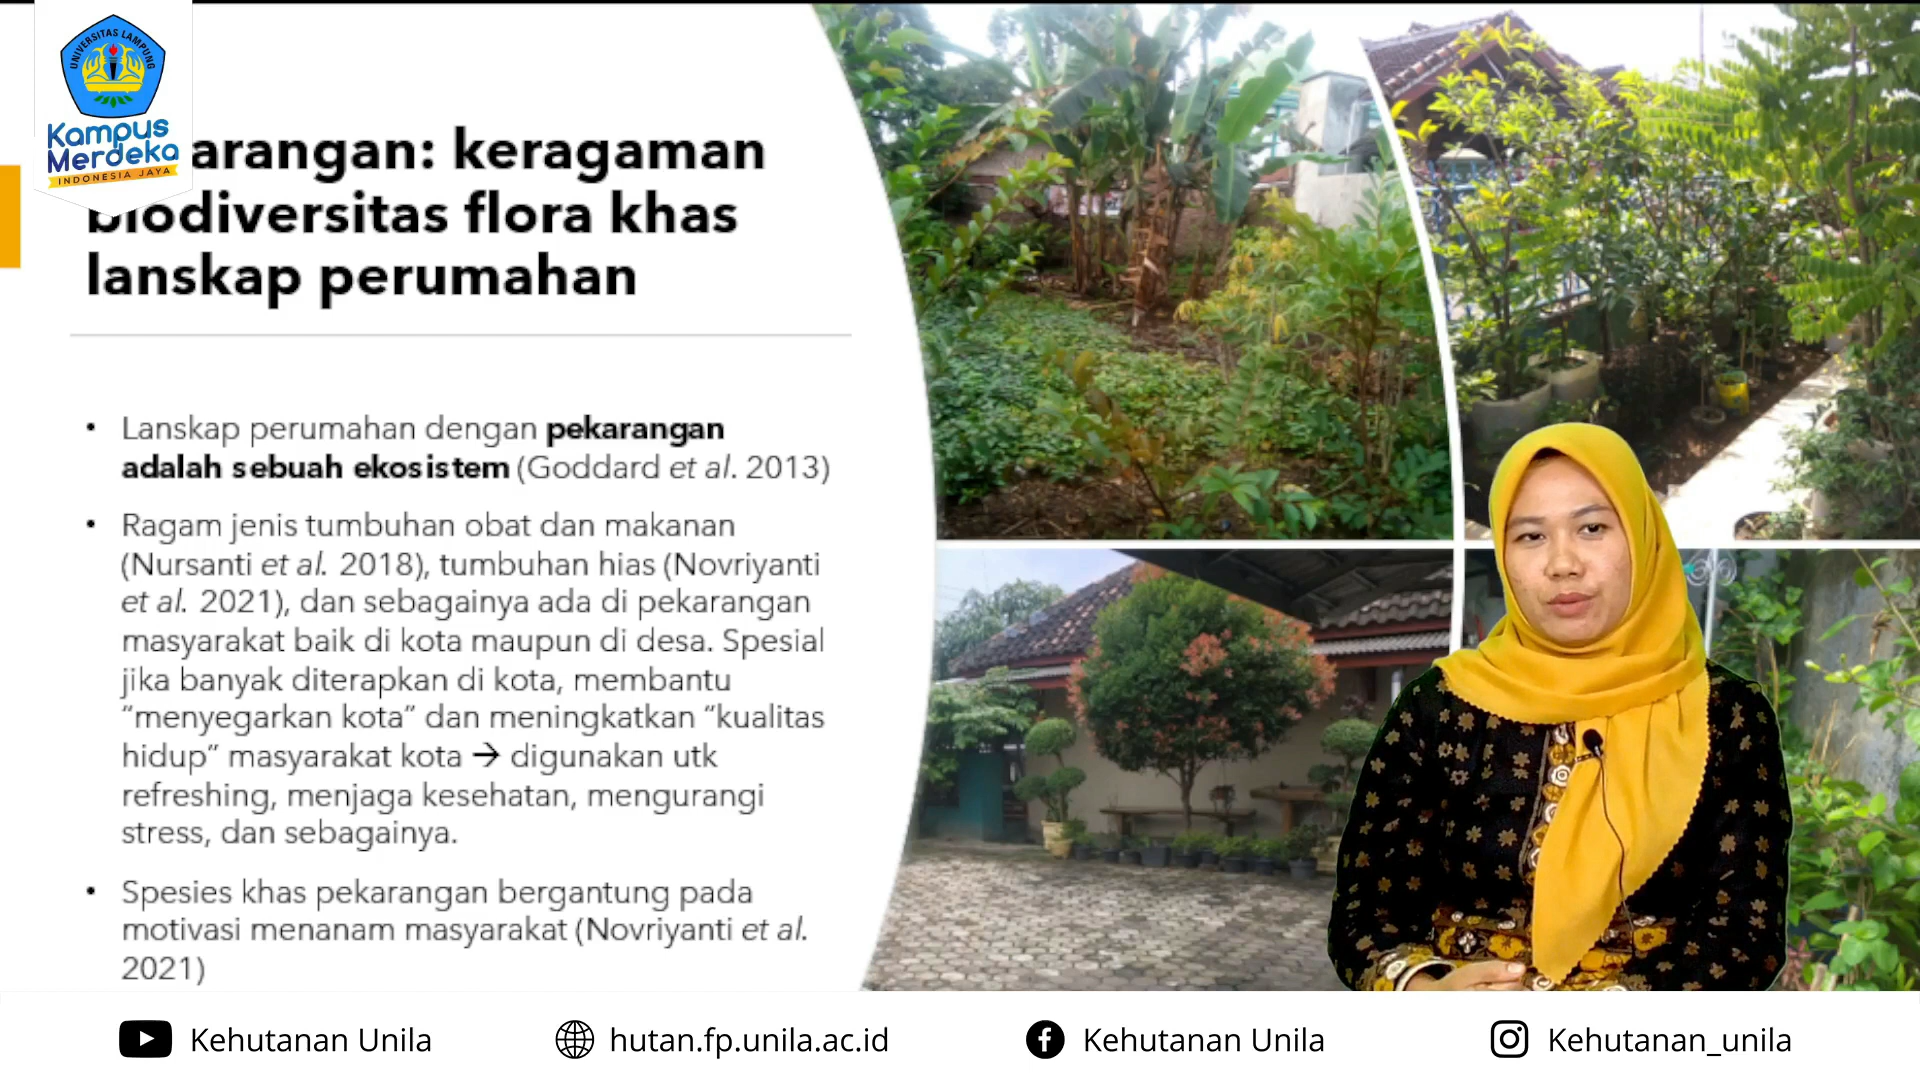 UNIVERSITAS LAMPUNG
Kampus
Merdeka
INDONESIA JAYA
arangan: keragaman
biodiversitas flora khas
lanskap perumahan
• Lanskap perumahan dengan pekarangan
adalah sebuah ekosistem (Goddard et al. 2013)
• Ragam jenis tumbuhan obat dan makanan
(Nursanti et al. 2018), tumbuhan hias (Novriyanti
et al. 2021), dan sebagainya ada di pekarangan
masyarakat baik di kota maupun di desa. Spesial
jika banyak diterapkan di kota, membantu
“menyegarkan kota” dan meningkatkan “kualitas
hidup” masyarakat kota → digunakan utk
refreshing, menjaga kesehatan, mengurangi
stress, dan sebagainya.
• Spesies khas pekarangan bergantung pada
motivasi menanam masyarakat (Novriyanti et al.
2021)
Kehutanan Unila
hutan.fp.unila.ac.id
Kehutanan Unila
Kehutanan_unila